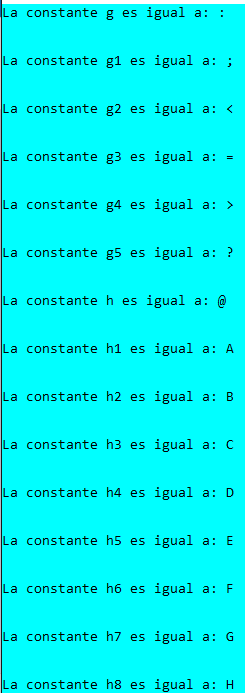 La constante g es igual a: :
La constante g1 es igual a: ;
La constante g2 es igual a: <
La constante g3 es igual a: =
La constante g4 es igual a: >
La constante g5 es igual a: ?
La constante h es igual a: @
La constante h1 es igual a: A
La constante h2 es igual a: B
La constante h3 es igual a: C
La constante h4 es igual a: D
La constante h5 es igual a: E
La constante h6 es igual a: F
La constante h7 es igual a: G
La constante h8 es igual a: H